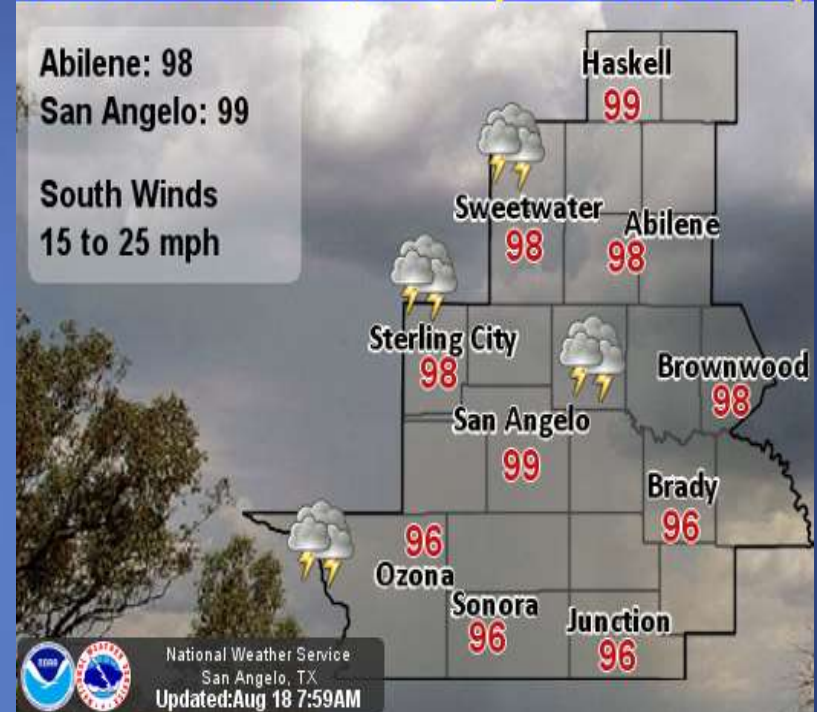 Abilene: 98
San Angelo: 99
South Winds
15 to 25 mph
Haskell
99
Sweetwater
98
Abilene
98
Sterling City
98
Brownwood
98
San Angelo
99
Brady
96
96
Ozona
Sonora
96
Junction
96
National Weather Service
San Angelo, TX
Updated:Aug 18 7:59AM